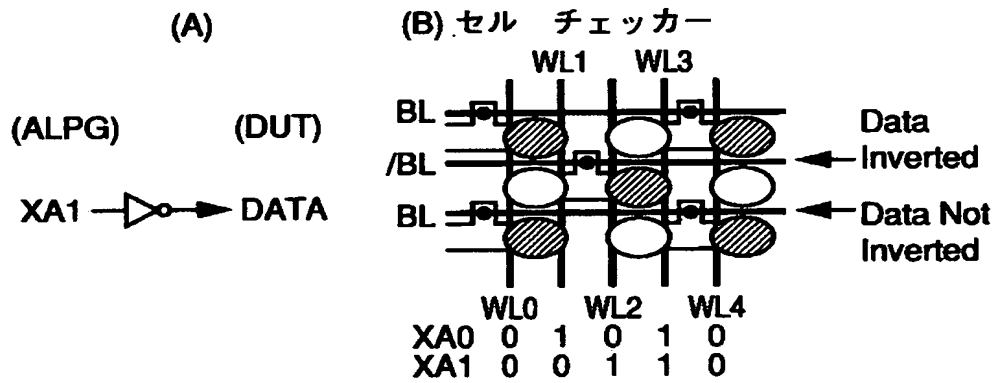 (A)
(B) セル チェッカー
WL1 WL3
(ALPG) (DUT)
XA1 DATA
BL
/BL
BL
Data
Inverted
Data Not
Inverted
WL0 WL2 WL4
XA0 0 1 0 1 0
XA1 0 0 1 1 0